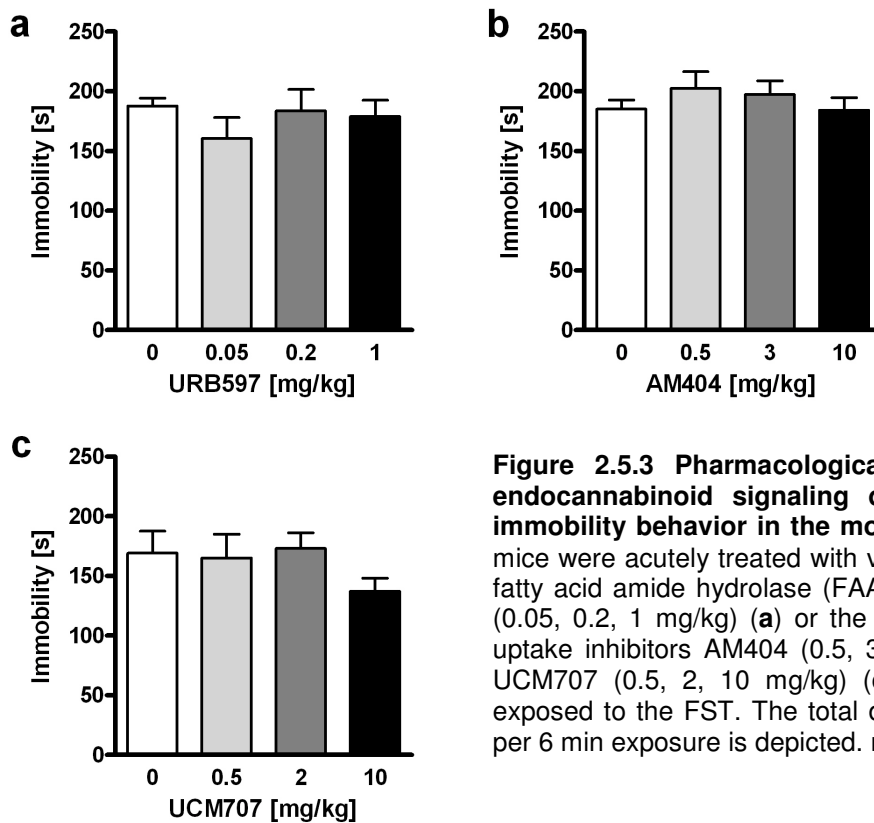 a
250
200
150
100
50
0
Immobility [s]
0 0.05 0.2 1
URB597 [mg/kg]
b
250
200
150
100
50
0
Immobility [s]
0 0.5 3 10
AM404 [mg/kg]
c
250
200
150
100
50
0
Immobility [s]
0 0.5 2 10
UCM707 [mg/kg]
Figure 2.5.3 Pharmacologica
endocannabinoid signaling
immobility behavior in the mo
mice were acutely treated with v
fatty acid amide hydrolase (FAA
(0.05, 0.2, 1 mg/kg) (a) or the
uptake inhibitors AM404 (0.5, 3
UCM707 (0.5, 2, 10 mg/kg) (
exposed to the FST. The total
per 6 min exposure is depicted.